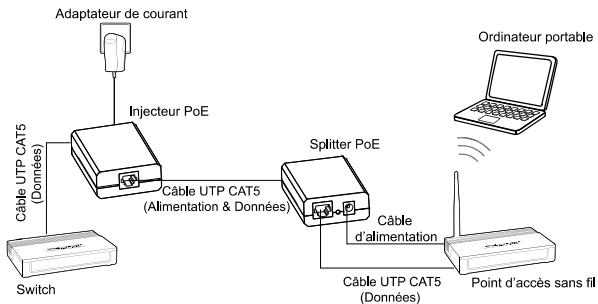 Adaptateur de courant
Ordinateur portable
Injecteur PoE
Splitter PoE
Câble UTP CAT5
(Données)
Câble UTP CAT5
(Alimentation & Données)
Câble
d'alimentation
Switch
Câble UTP CAT5
(Données)
Point d'accès sans fil